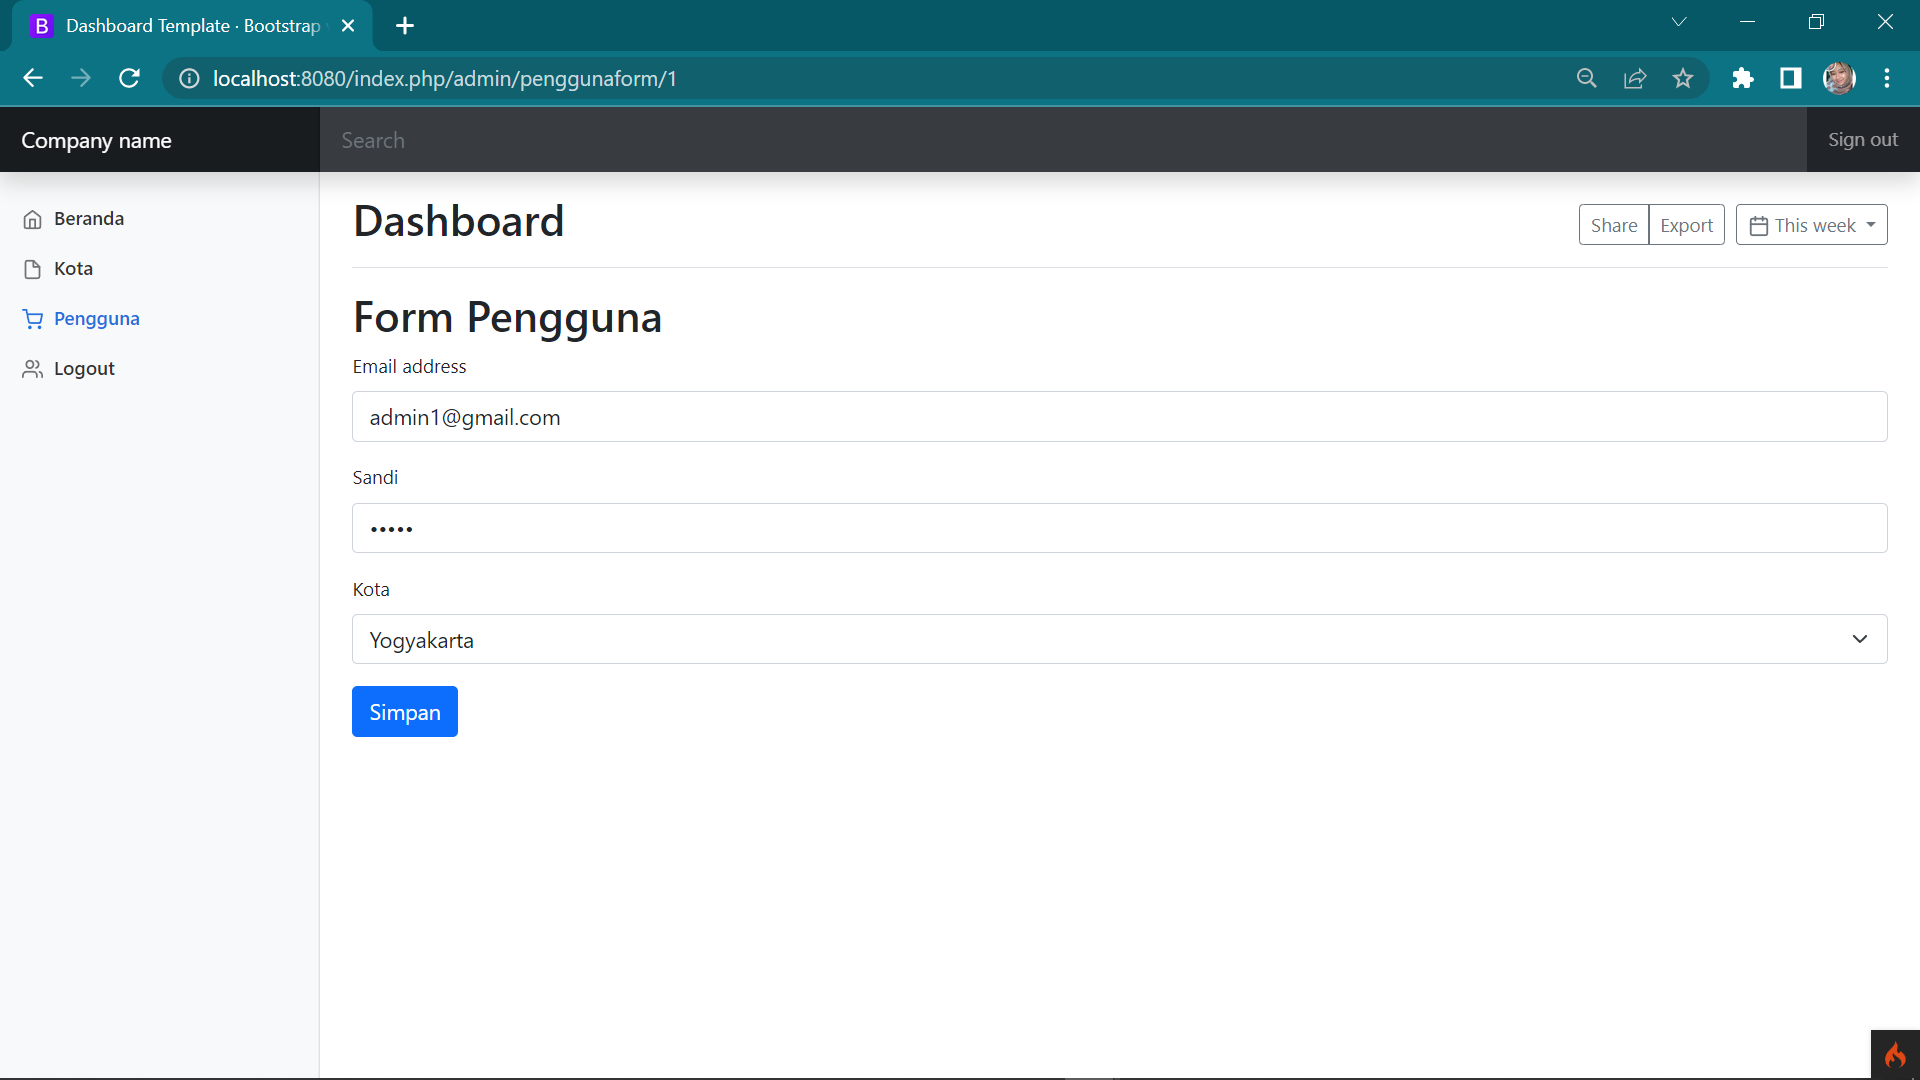 B Dashboard Template · Bootstrap
localhost:8080/index.php/admin/penggunaform/1
Company name
Search
Sign out
Beranda
Kota
Pengguna
Logout
Dashboard
Share
Export
This week
Form Pengguna
Email address
admin1@gmail.com
Sandi
•••••
Kota
Yogyakarta
Simpan